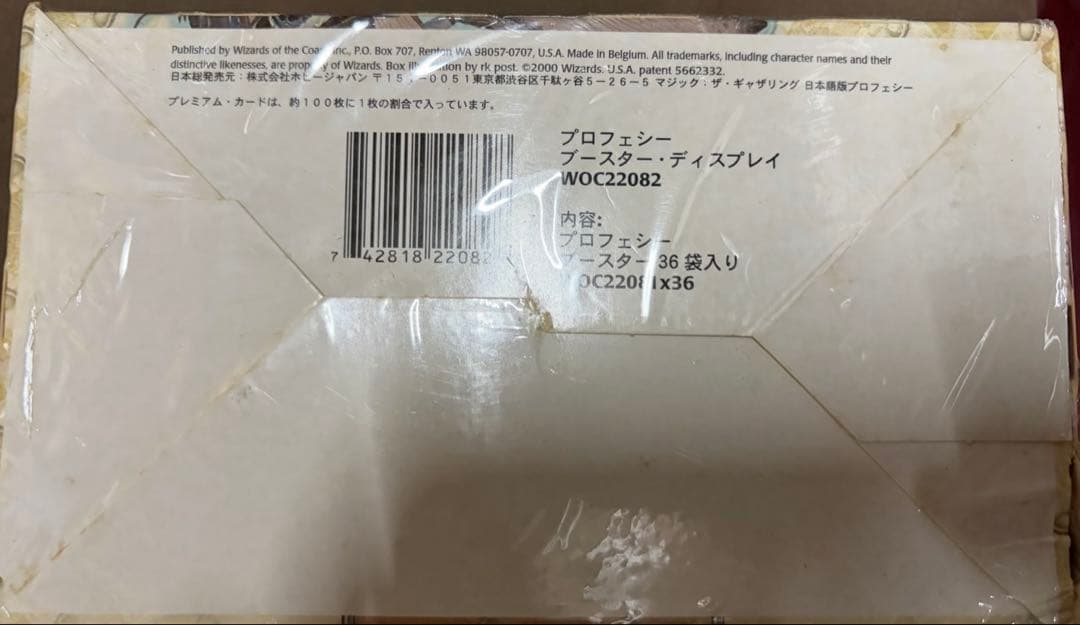 Published by Wizards of the Coast, Inc., P.O. Box 707, Renton WA 98057-0707, U.S.A. Made in Belgium. All trademarks, including character names and their
distinctive likenesses, are property of Wizards. Box illustration by rk post. ©2000 Wizards. U.S.A. patent 5662332.
日本総発売元：株式会社ホビージャパン 〒151-0051東京都渋谷区千駄ヶ谷5-26-5 マジック：ザ・ギャザリング 日本語版プロフェシー
プレミアム・カードは、約100枚に1枚の割合で入っています。
プロフェシー
ブースター・ディスプレイ
WOC22082
内容:
プロフェシー
ブースター 36 袋入り
WOC22081x36
7 42818 22082